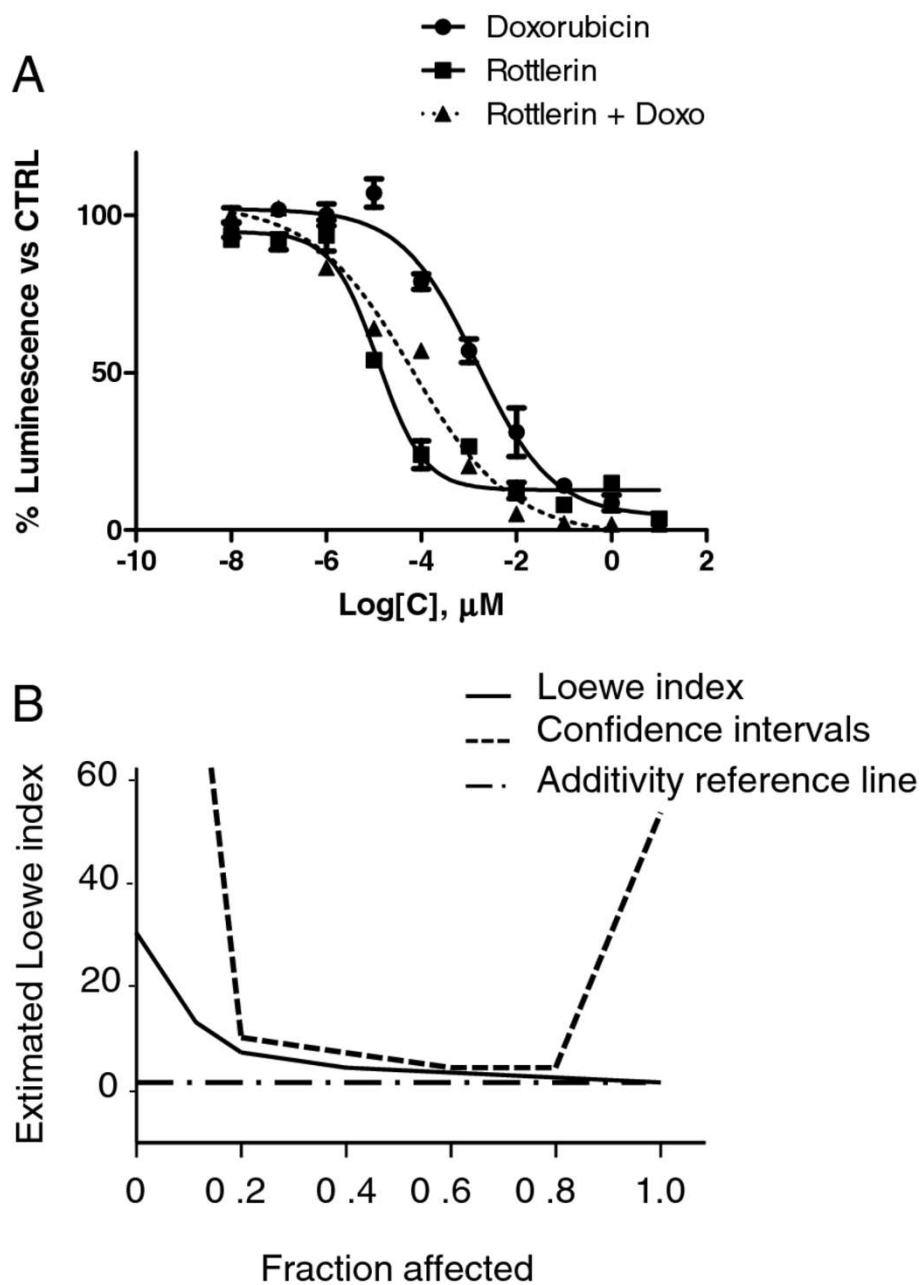 A
Doxorubicin
Rottlerin
Rottlerin + Doxo
% Luminescence vs CTRL
100
50
0
-10 -8 -6 -4 -2 0 2
Log[C], μM
B
Loewe index
Confidence intervals
Additivity reference line
Extimated Loewe index
60
40
20
0
0 0 .2 0 .4 0 .6 0 .8 1.0
Fraction affected